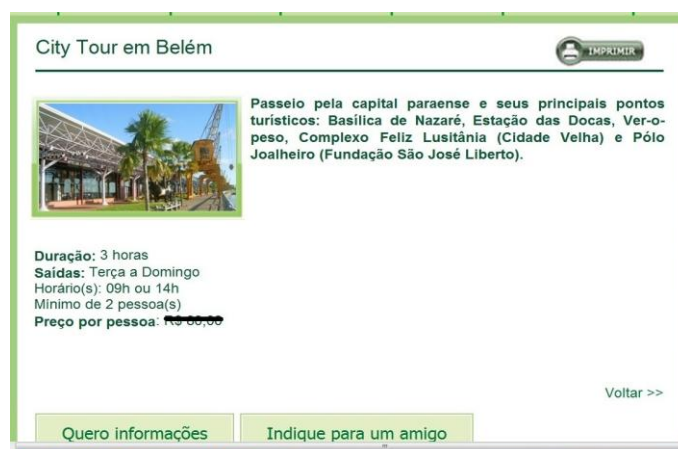 City Tour em Belém
IMPRIMIR
Passeio pela capital paraense e seus principais pontos
turísticos: Basílica de Nazaré, Estação das Docas, Ver-o-
peso, Complexo Feliz Lusitânia (Cidade Velha) e Pólo
Joalheiro (Fundação São José Liberto).
Duração: 3 horas
Saídas: Terça a Domingo
Horário(s): 09h ou 14h
Mínimo de 2 pessoa(s)
Preço por pessoa:
Voltar >>
Quero informações
Indique para um amigo